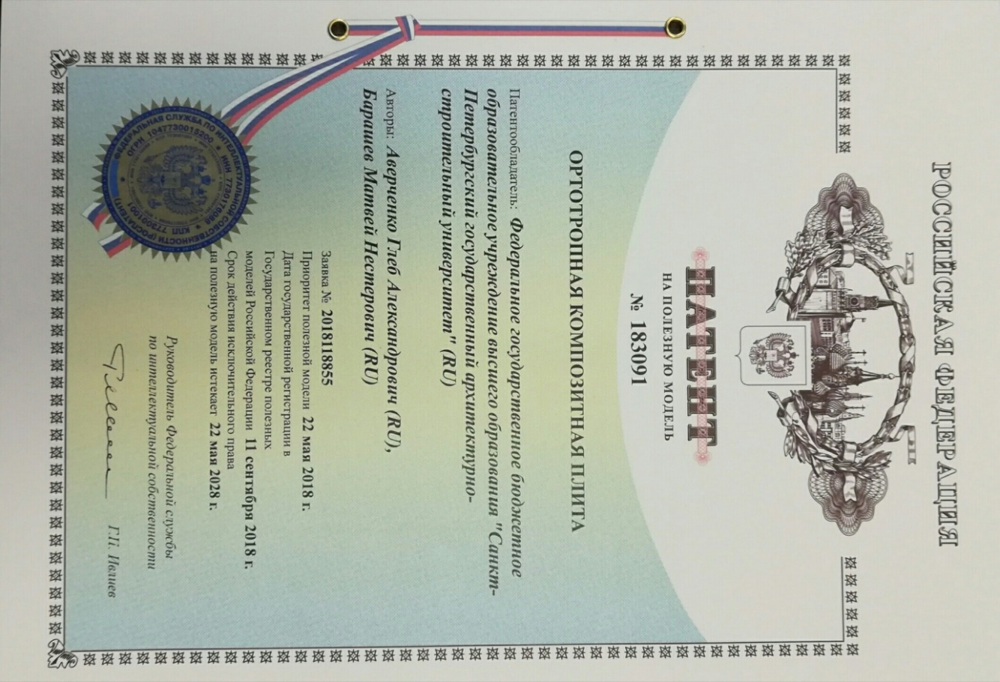 РОССИЙСКАЯ ФЕДЕРАЦИЯ
ПАТЕНТ
НА ПОЛЕЗНУЮ МОДЕЛЬ
№ 183091
ОРТОТРОПНАЯ КОМПОЗИТНАЯ ПЛИТА
Патентообладатель: Федеральное государственное бюджетное
образовательное учреждение высшего образования "Санкт-
Петербургский государственный архитектурно-
строительный университет" (RU)
Авторы: Аверченко Глеб Александрович (RU),
Барашев Матвей Нестерович (RU)
Заявка № 2018118855
Приоритет полезной модели 22 мая 2018 г.
Дата государственной регистрации в
Государственном реестре полезных
моделей Российской Федерации 11 сентября 2018 г.
Срок действия исключительного права
на полезную модель истекает 22 мая 2028 г.
Руководитель Федеральной службы
по интеллектуальной собственности
Г.П. Ивлиев
ФЕДЕРАЛЬНАЯ СЛУЖБА ПО ИНТЕЛЛЕКТУАЛЬНОЙ СОБСТВЕННОСТИ (РОСПАТЕНТ)
ОГРН 1047730015200 * ИНН 7730176088 * КПП 773001001